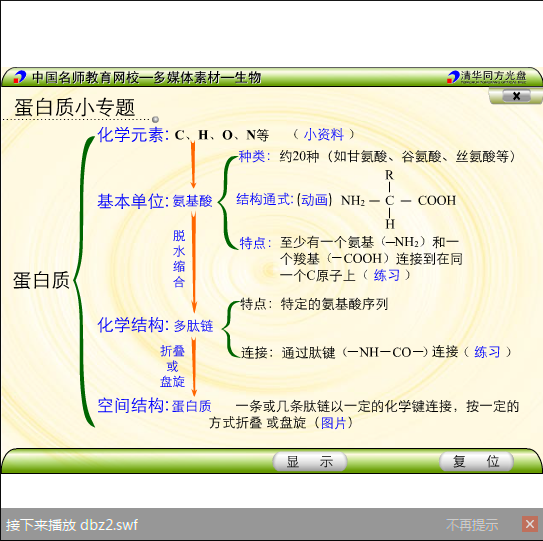 中国名师教育网校—多媒体素材—生物
清华同方光盘
蛋白质小专题
化学元素: C、H、O、N等 （ 小资料 ）
种类: 约20种（如甘氨酸、谷氨酸、丝氨酸等）
R
基本单位: 氨基酸
结构通式: (动画) NH2 — C — COOH
H
脱水缩合
特点: 至少有一个氨基（—NH2）和一
个羧基（—COOH）连接到在同
一个C原子上（ 练习 ）
蛋白质
特点: 特定的氨基酸序列
化学结构: 多肽链
折叠
或
盘旋
连接: 通过肽键（—NH—CO—）连接（ 练习 ）
空间结构: 蛋白质 一条或几条肽链以一定的化学键连接，按一定的
方式折叠 或盘旋（图片）
显 示 复 位
接下来播放 dbz2.swf 不再提示